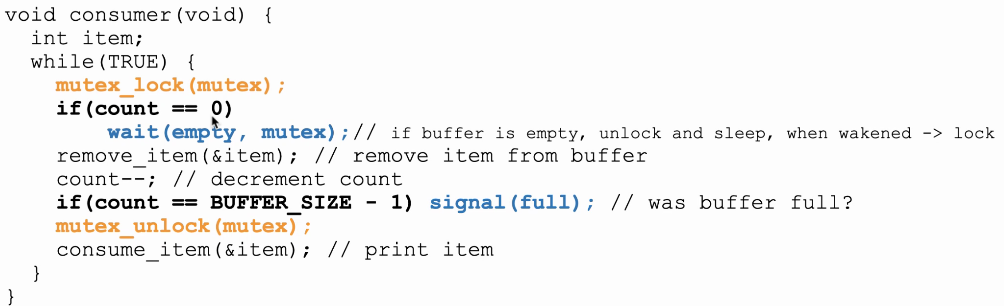 void consumer(void) {
  int item;
  while(TRUE) {
    mutex_lock(mutex);
    if(count == 0)
        wait(empty, mutex);// if buffer is empty, unlock and sleep, when wakened -> lock
    remove_item(&item); // remove item from buffer
    count--; // decrement count
    if(count == BUFFER_SIZE - 1) signal(full); // was buffer full?
    mutex_unlock(mutex);
    consume_item(&item); // print item
  }
}